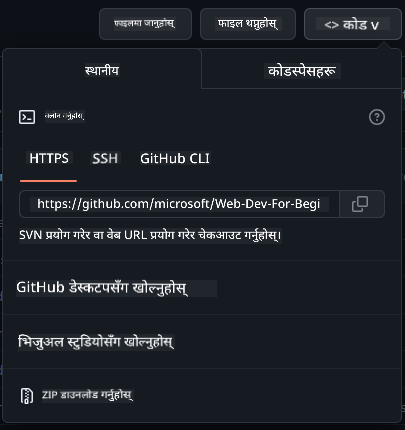 फाइलमा जानुहोस् फाइल थप्नुहोस् <> कोड v
स्थानीय कोडस्पेसहरू
क्लोन गर्नुहोस्
HTTPS SSH GitHub CLI
https://github.com/microsoft/Web-Dev-For-Begi
SVN प्रयोग गरेर वा वेब URL प्रयोग गरेर चेकआउट गर्नुहोस्।
GitHub डेस्कटपसँग खोल्नुहोस्
भिजुअल स्टुडियोसँग खोल्नुहोस्
ZIP डाउनलोड गर्नुहोस्